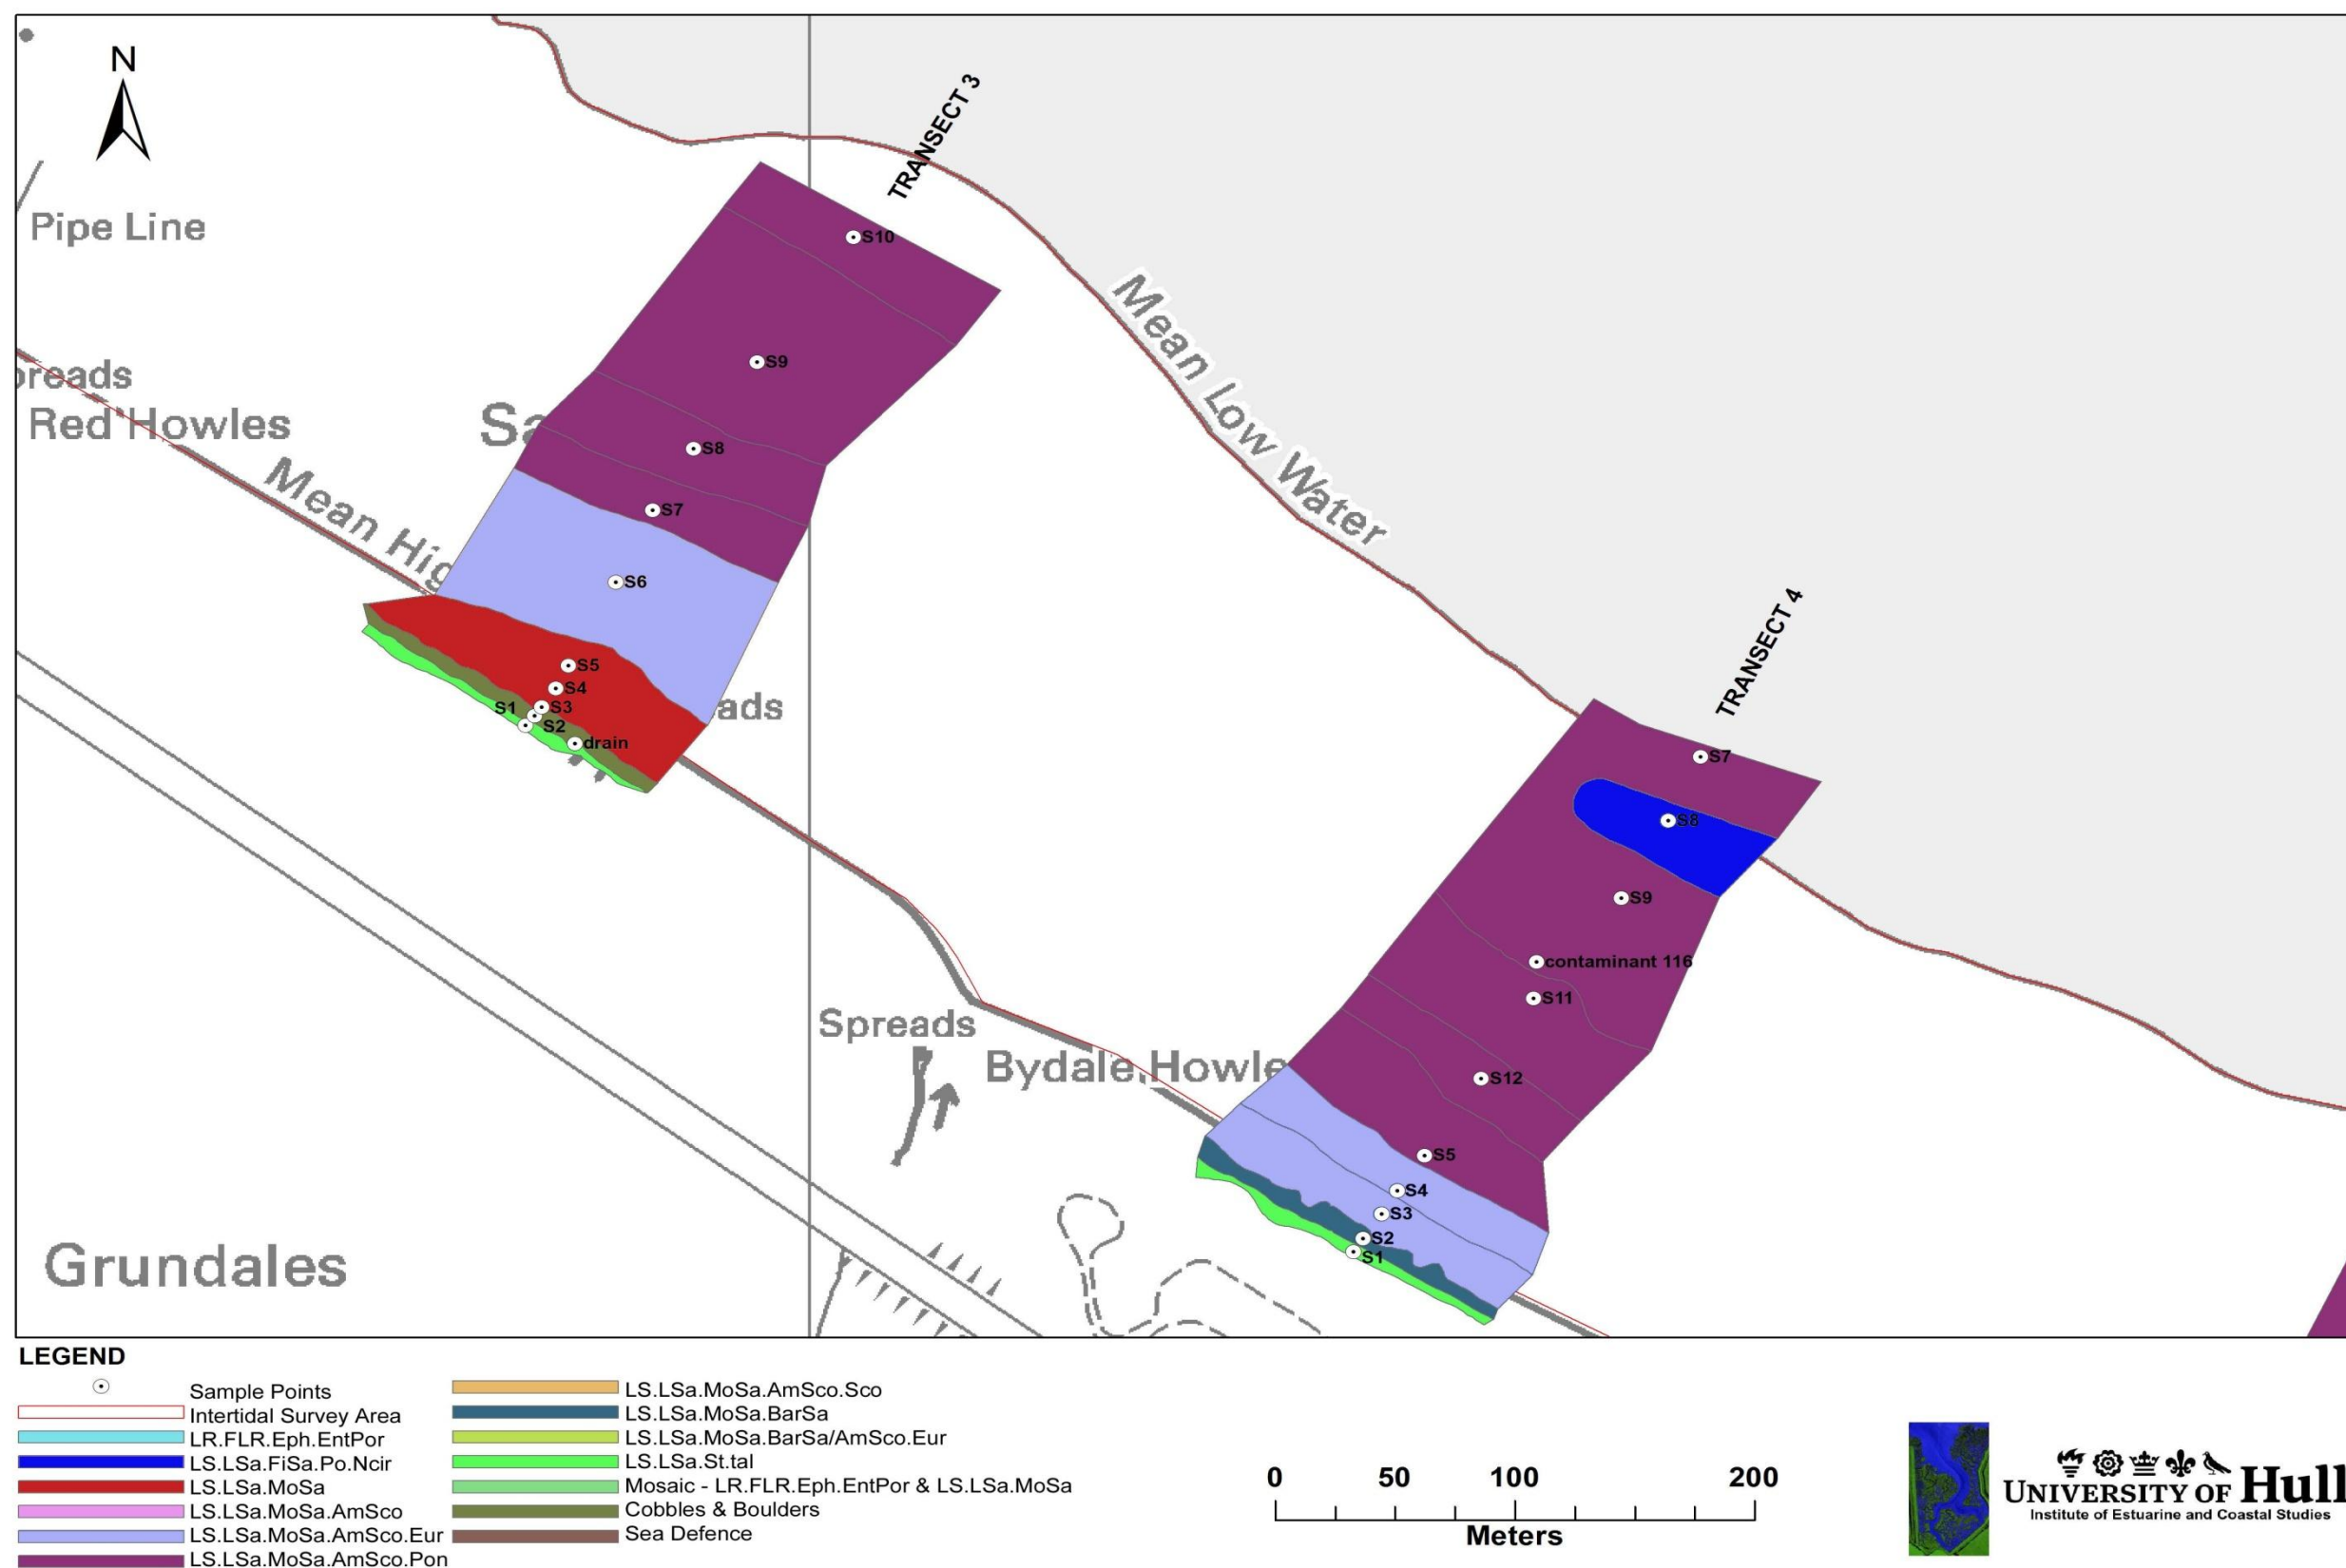 N
TRANSECT 3
Pipe Line
S10
Mean Low Water
S9
preads
Red Howles
Sa
S8
Mean Hig
S7
S6
S5
S4
S1
S3
S2
ads
drain
TRANSECT 4
S7
S8
S9
contaminant 116
S11
Spreads
Bydale Howle
S12
S5
S4
S3
S2
S1
Grundales
LEGEND
Sample Points
Intertidal Survey Area
LR.FLR.Eph.EntPor
LS.LSa.FiSa.Po.Ncir
LS.LSa.MoSa
LS.LSa.MoSa.AmSco
LS.LSa.MoSa.AmSco.Eur
LS.LSa.MoSa.AmSco.Pon
LS.LSa.MoSa.AmSco.Sco
LS.LSa.MoSa.BarSa
LS.LSa.MoSa.BarSa/AmSco.Eur
LS.LSa.St.tal
Mosaic - LR.FLR.Eph.EntPor & LS.LSa.MoSa
Cobbles & Boulders
Sea Defence
0 50 100 200
Meters
UNIVERSITY OF Hull
Institute of Estuarine and Coastal Studies